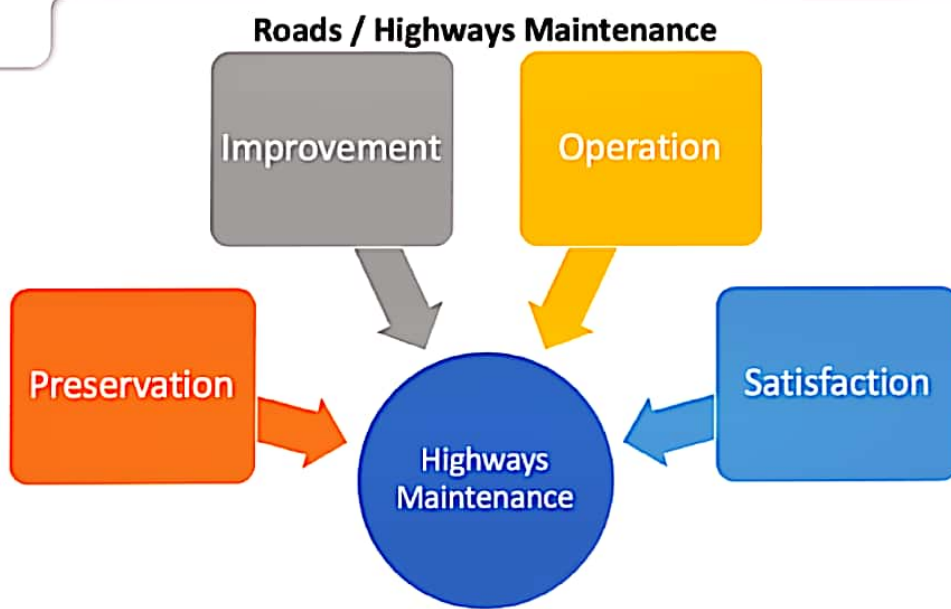 Roads / Highways Maintenance
Improvement
Operation
Preservation
Satisfaction
Highways
Maintenance